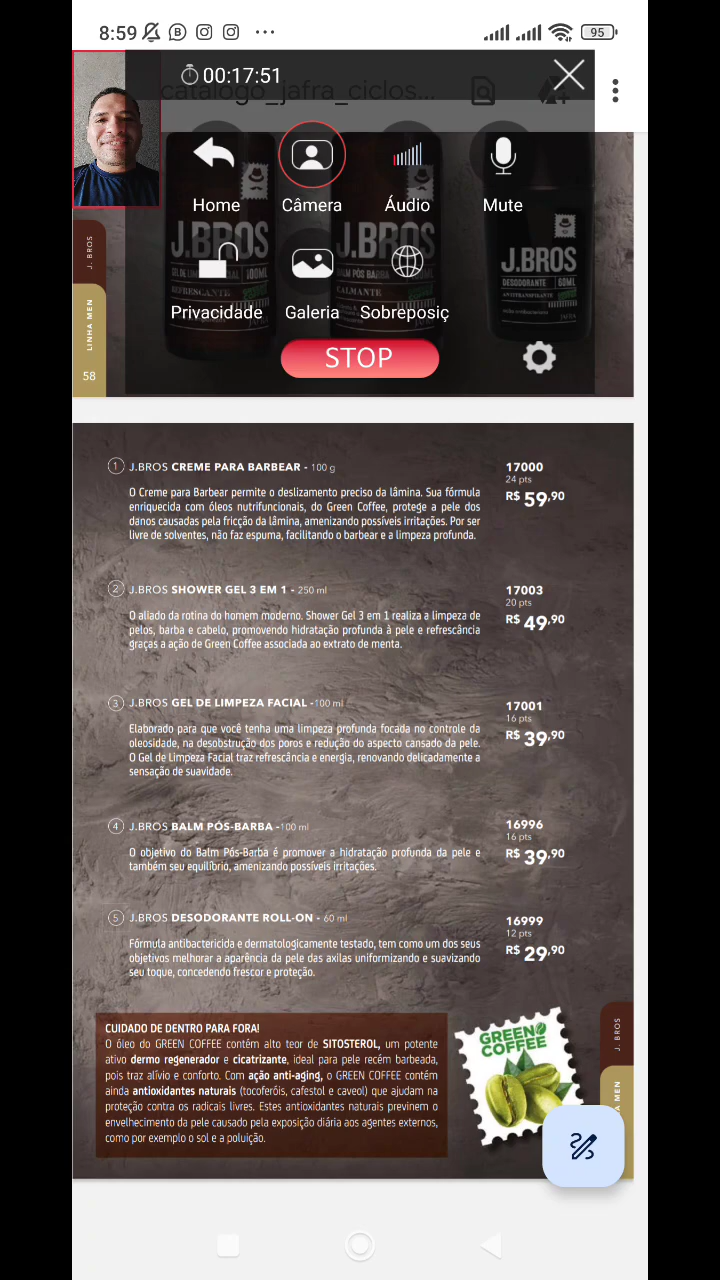 8:59
95
00:17:51
catalogo_jafra_ciclos...
Home
Câmera
Áudio
Mute
J.BROS
GEL DE LIMPEZA FACIAL 100ML
REFRESCANTE
J.BROS
BALM PÓS BARBA
CALMANTE
J.BROS
DESODORANTE 60ML
ANTITRANSPIRANTE
JAFRA
Privacidade
Galeria
Sobreposiç
STOP
J. BROS
LINHA MEN
58
1 J.BROS CREME PARA BARBEAR - 100 g
17000
24 pts
R$ 59,90
O Creme para Barbear permite o deslizamento preciso da lâmina. Sua fórmula
enriquecida com óleos nutrifuncionais, do Green Coffee, protege a pele dos
danos causadas pela fricção da lâmina, amenizando possíveis irritações. Por ser
livre de solventes, não faz espuma, facilitando o barbear e a limpeza profunda.
2 J.BROS SHOWER GEL 3 EM 1 - 250 ml
17003
20 pts
R$ 49,90
O aliado da rotina do homem moderno. Shower Gel 3 em 1 realiza a limpeza de
pelos, barba e cabelo, promovendo hidratação profunda à pele e refrescância
graças a ação de Green Coffee associada ao extrato de menta.
3 J.BROS GEL DE LIMPEZA FACIAL -100 ml
17001
16 pts
R$ 39,90
Elaborado para que você tenha uma limpeza profunda focada no controle da
oleosidade, na desobstrução dos poros e redução do aspecto cansado da pele.
O Gel de Limpeza Facial traz refrescância e energia, renovando delicadamente a
sensação de suavidade.
4 J.BROS BALM PÓS-BARBA -100 ml
16996
16 pts
R$ 39,90
O objetivo do Balm Pós-Barba é promover a hidratação profunda da pele e
também seu equilíbrio, amenizando possíveis irritações.
5 J.BROS DESODORANTE ROLL-ON - 60 ml
16999
12 pts
R$ 29,90
Fórmula antibactericida e dermatologicamente testado, tem como um dos seus
objetivos melhorar a aparência da pele das axilas uniformizando e suavizando
seu toque, concedendo frescor e proteção.
CUIDADO DE DENTRO PARA FORA!
O óleo do GREEN COFFEE contém alto teor de SITOSTEROL, um potente
ativo dermo regenerador e cicatrizante, ideal para pele recém barbeada,
pois traz alívio e conforto. Com ação anti-aging, o GREEN COFFEE contém
ainda antioxidantes naturais (tocoferóis, cafestol e caveol) que ajudam na
proteção contra os radicais livres. Estes antioxidantes naturais previnem o
envelhecimento da pele causado pela exposição diária aos agentes externos,
como por exemplo o sol e a poluição.
GREEN
COFFEE
J. BROS
A MEN